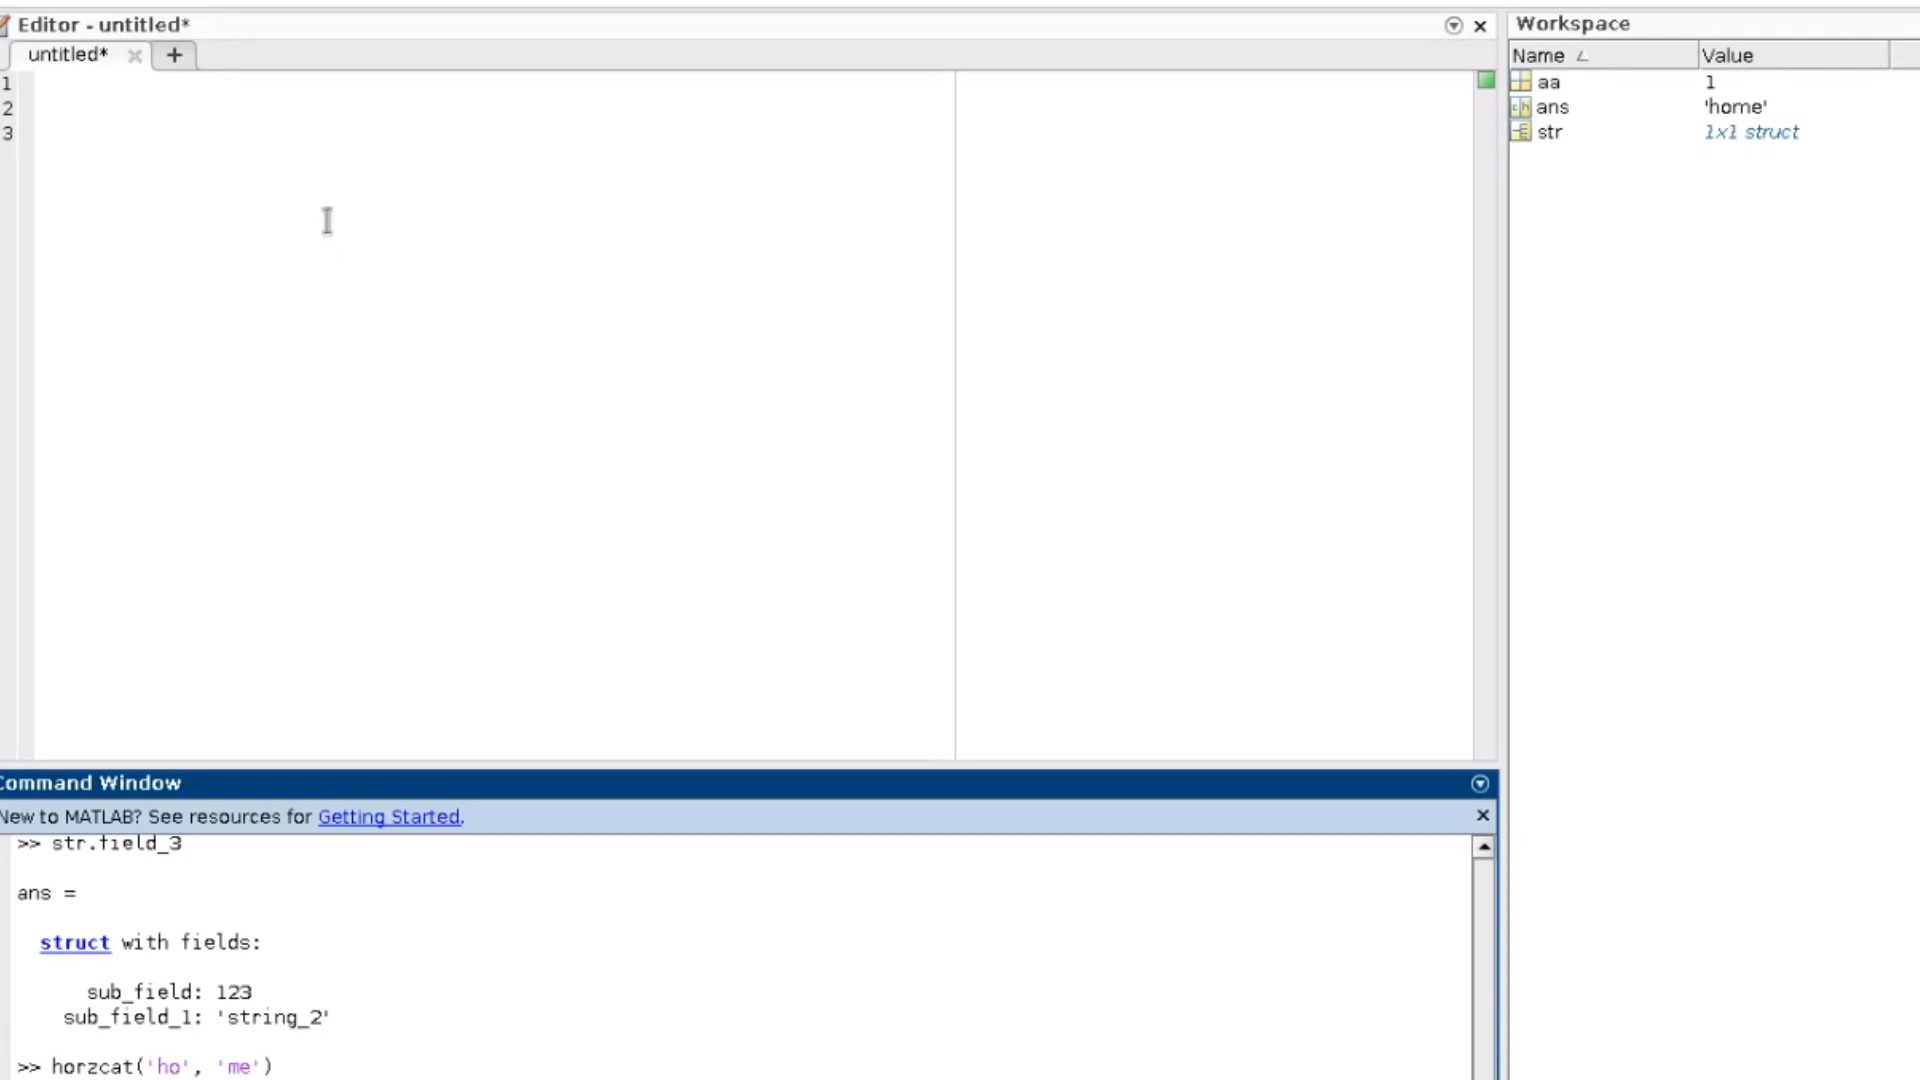 Editor - untitled*
untitled*
+
1
2
3
Workspace
Name Value
aa 1
ans 'home'
str 1x1 struct
Command Window
New to MATLAB? See resources for Getting Started.
>> str.field_3
ans =
struct with fields:
sub_field: 123
sub_field_1: 'string_2'
>> horzcat('ho', 'me')